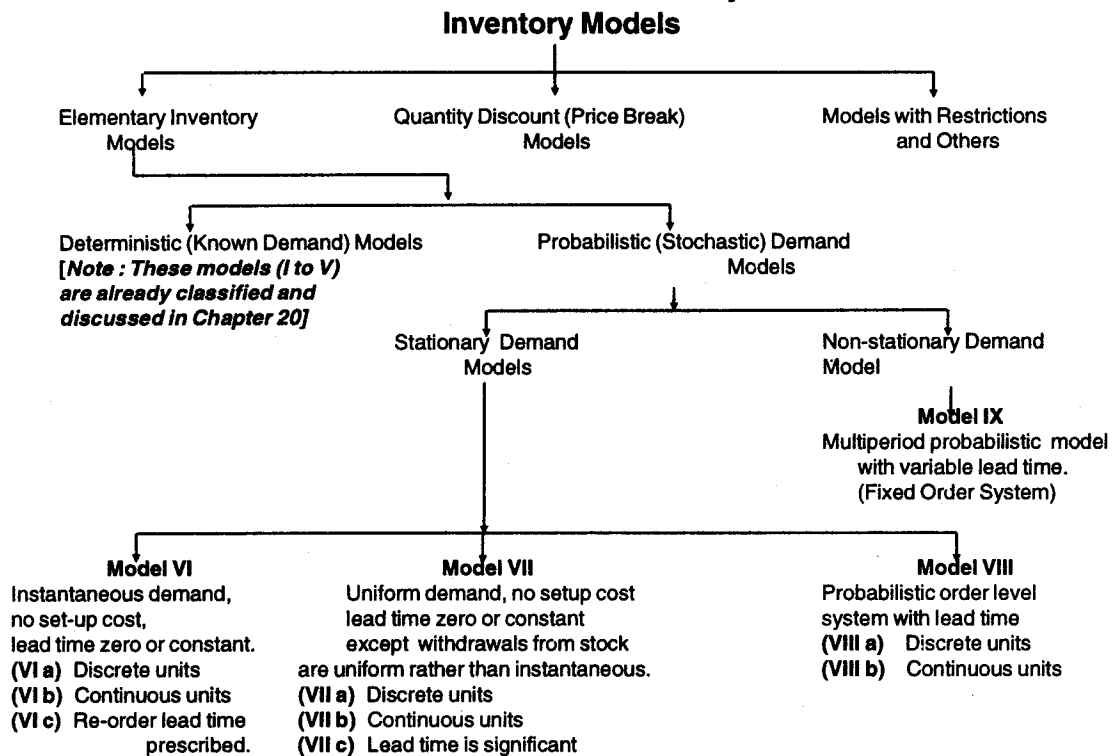 Inventory Models
Elementary Inventory
Models
Quantity Discount (Price Break)
Models
Models with Restrictions
and Others
Deterministic (Known Demand) Models
[Note : These models (I to V)
are already classified and
discussed in Chapter 20]
Probabilistic (Stochastic) Demand
Models
Stationary Demand
Models
Non-stationary Demand
Model
Model IX
Multiperiod probabilistic model
with variable lead time.
(Fixed Order System)
Model VI
Instantaneous demand,
no set-up cost,
lead time zero or constant.
(VI a) Discrete units
(VI b) Continuous units
(VI c) Re-order lead time
prescribed.
Model VII
Uniform demand, no setup cost
lead time zero or constant
except withdrawals from stock
are uniform rather than instantaneous.
(VII a) Discrete units
(VII b) Continuous units
(VII c) Lead time is significant
Model VIII
Probabilistic order level
system with lead time
(VIII a) Discrete units
(VIII b) Continuous units